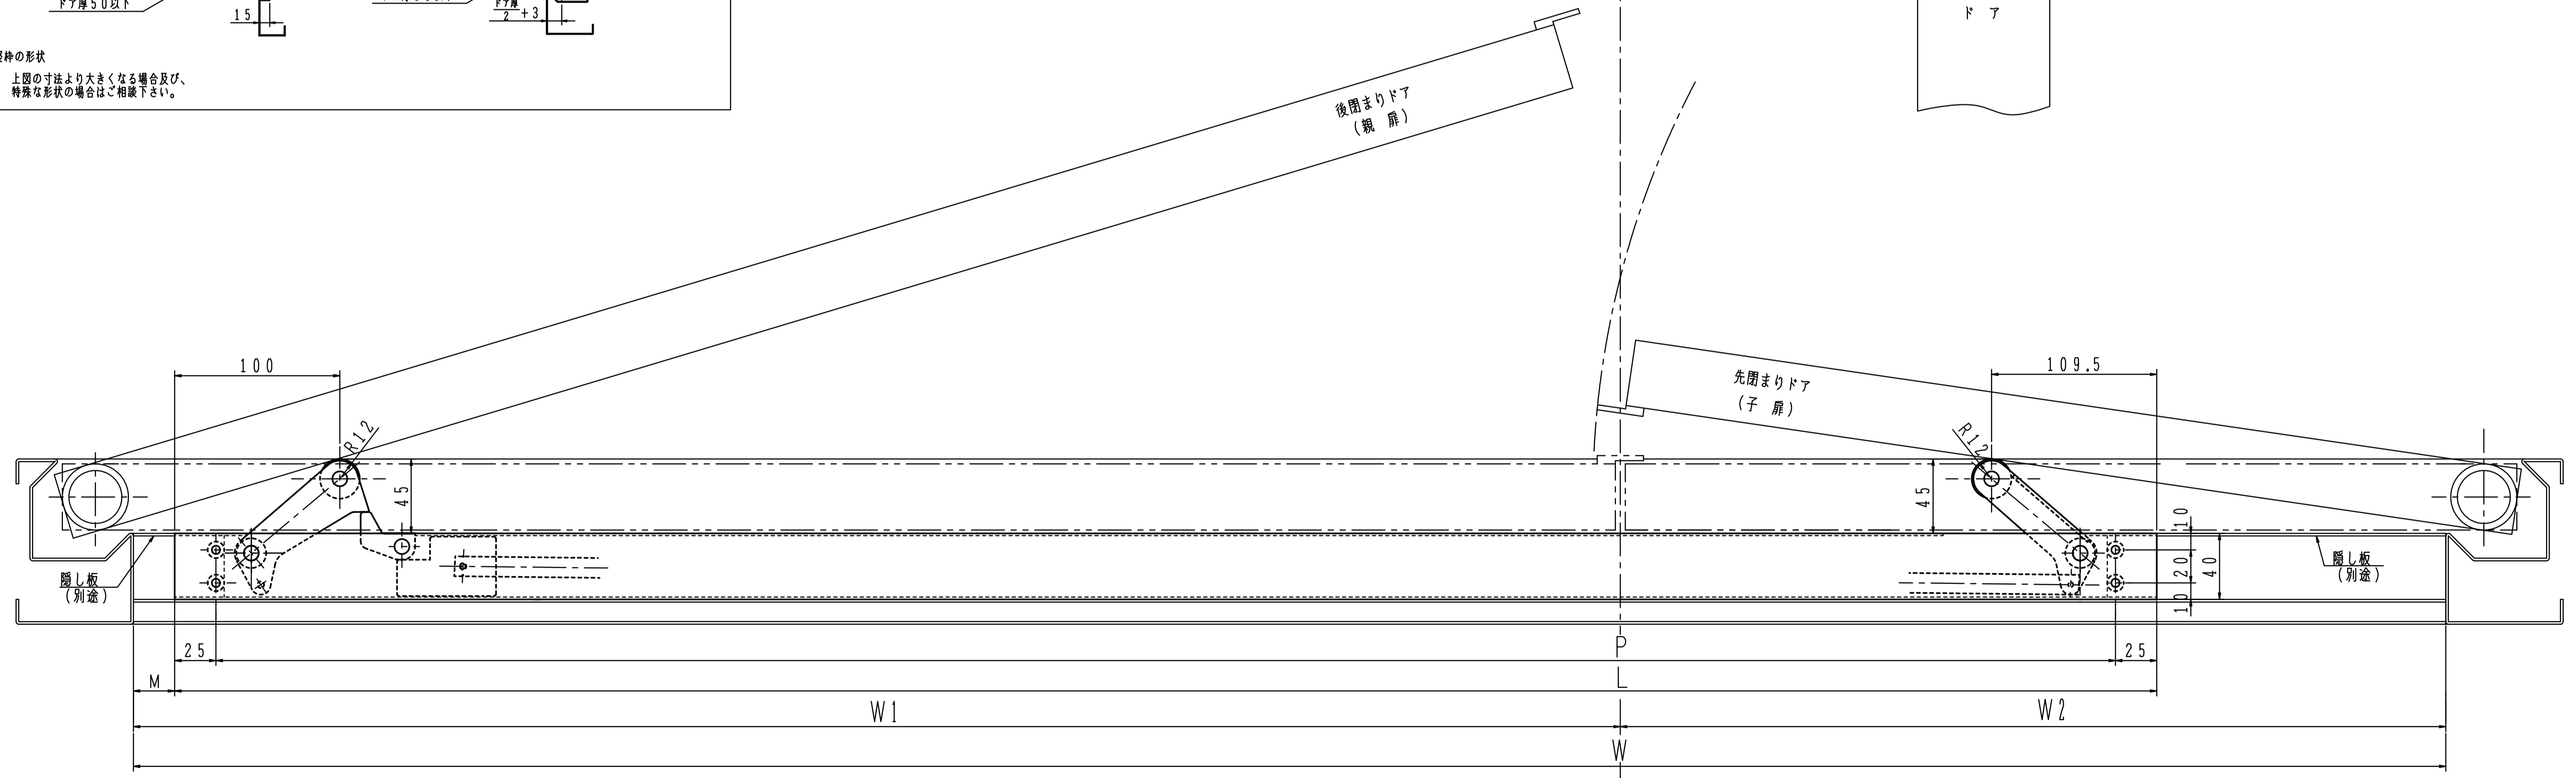 ドア厚50以下
15
ドア厚
2
+3
ドア
竪枠の形状
上図の寸法より大きくなる場合及び、
特殊な形状の場合はご相談下さい。
後閉まりドア
(親 扉)
先閉まりドア
(子 扉)
100
109.5
R12
R12
45
45
10
20
40
10
隠し板
(別途)
隠し板
(別途)
25
P
25
M
L
W1
W2
W